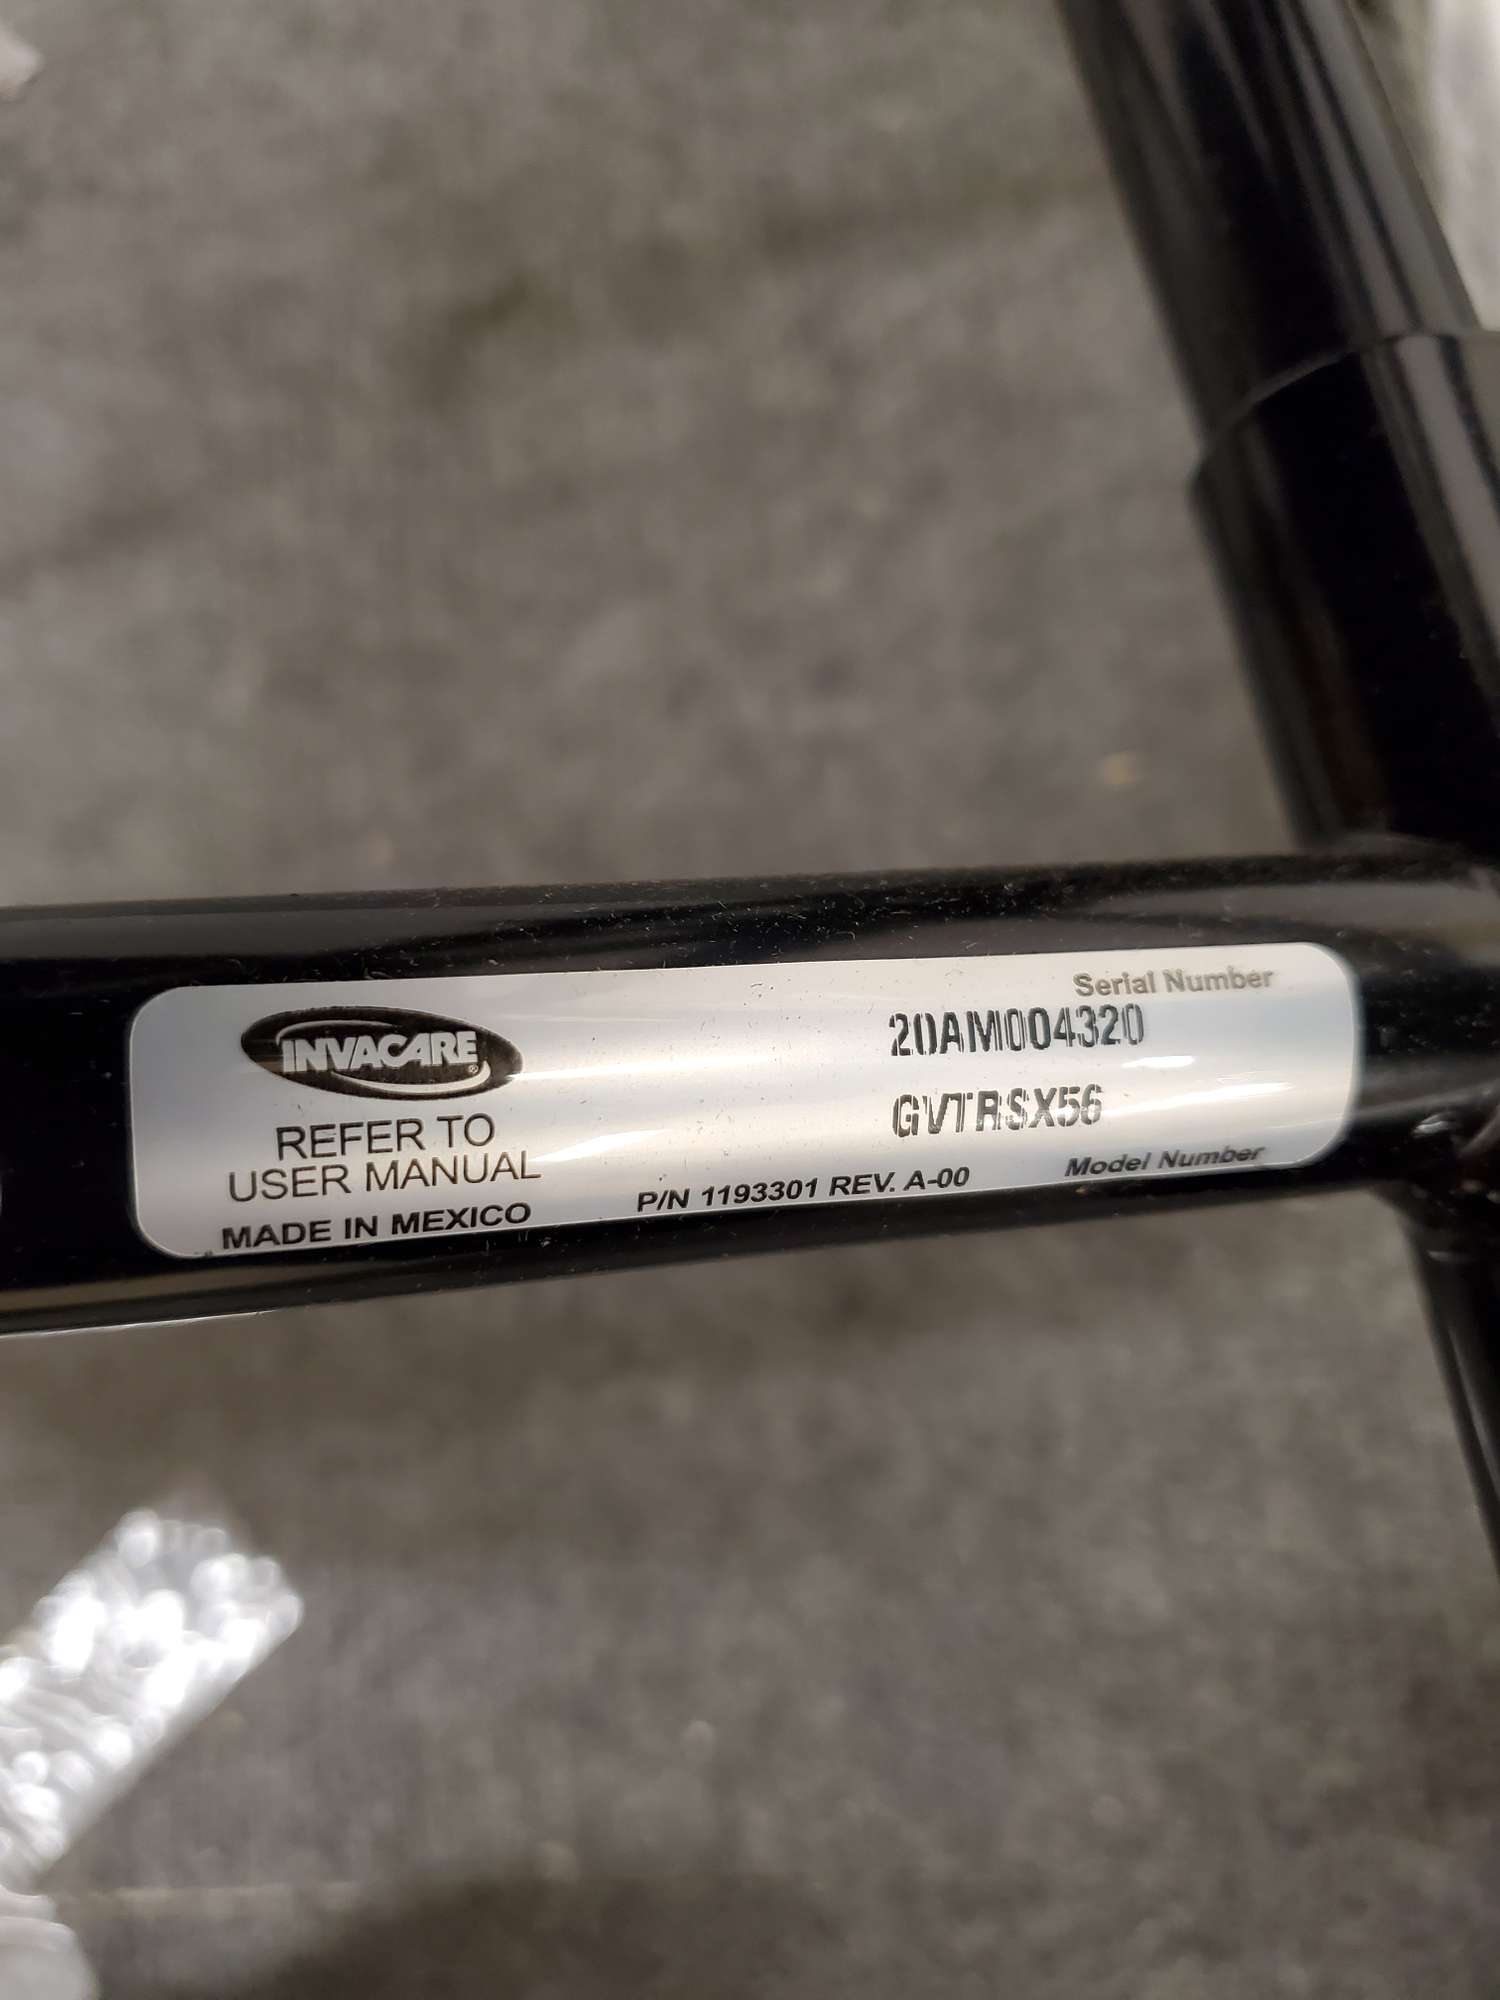 INVACARE®
REFER TO
USER MANUAL
MADE IN MEXICO
Serial Number
20AM004320
GVTRSX56
Model Number
P/N 1193301 REV. A-00